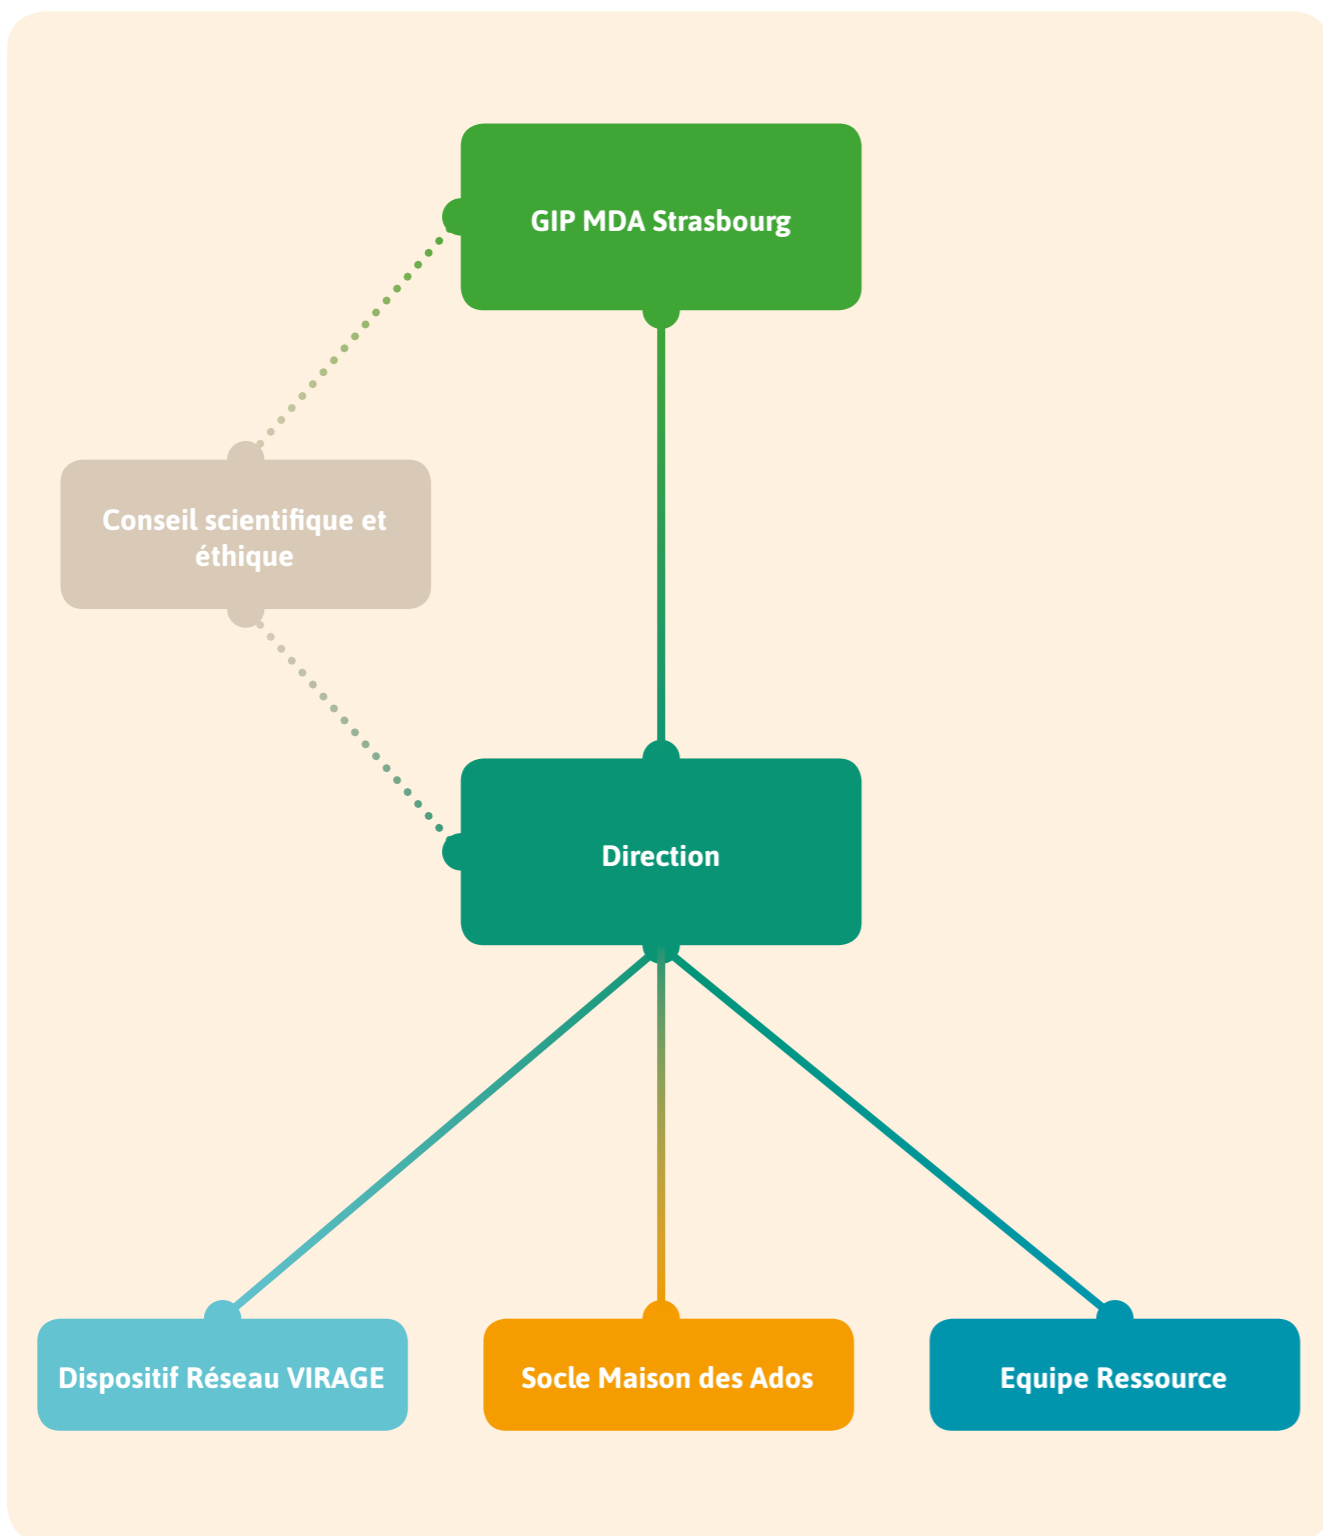 GIP MDA Strasbourg
Conseil scientifique et
éthique
Direction
Dispositif Réseau VIRAGE
Socle Maison des Ados
Equipe Ressource